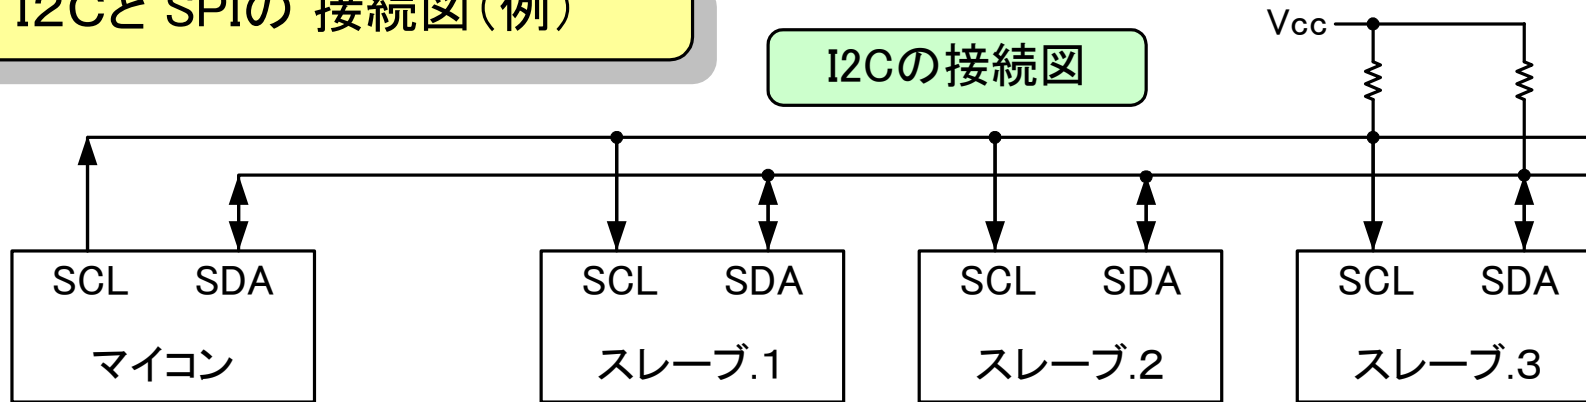 I2Cと SPIの 接続図(例)
Vcc
I2Cの接続図
SCL SDA
マイコン
SCL SDA
スレーブ.1
SCL SDA
スレーブ.2
SCL SDA
スレーブ.3